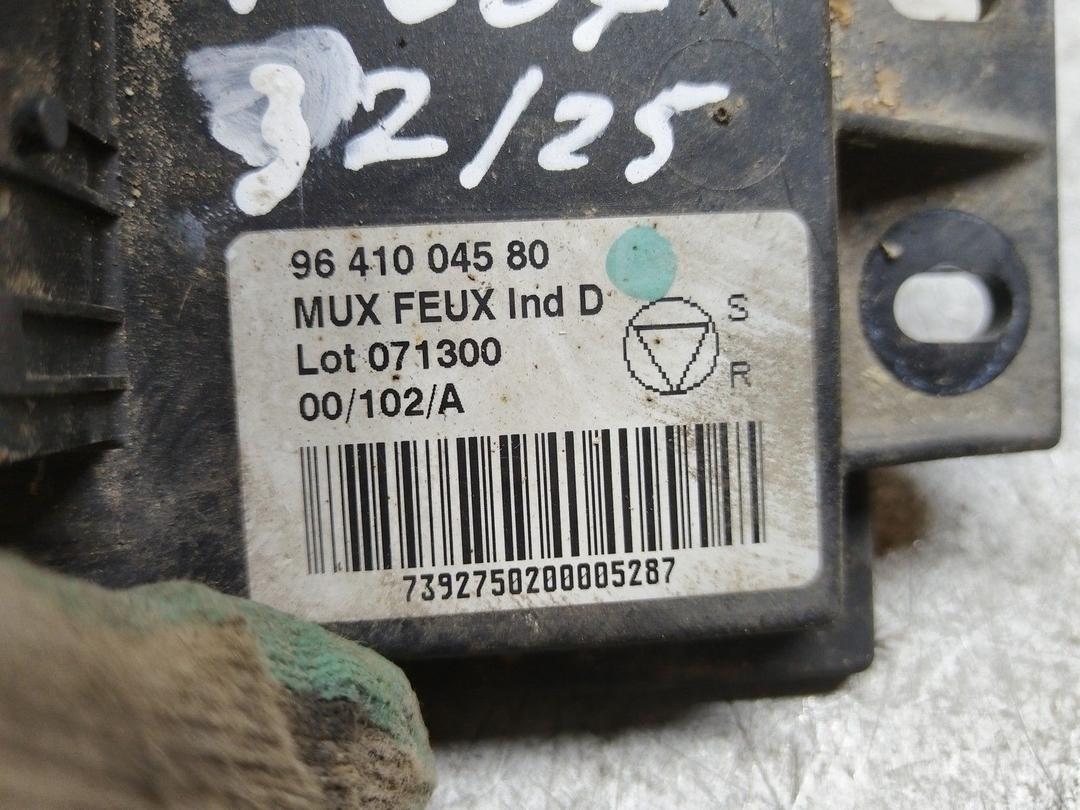 32/25
96 410 045 80
MUX FEUX Ind D
Lot 071300
00/102/A
S
R
7392750200005287